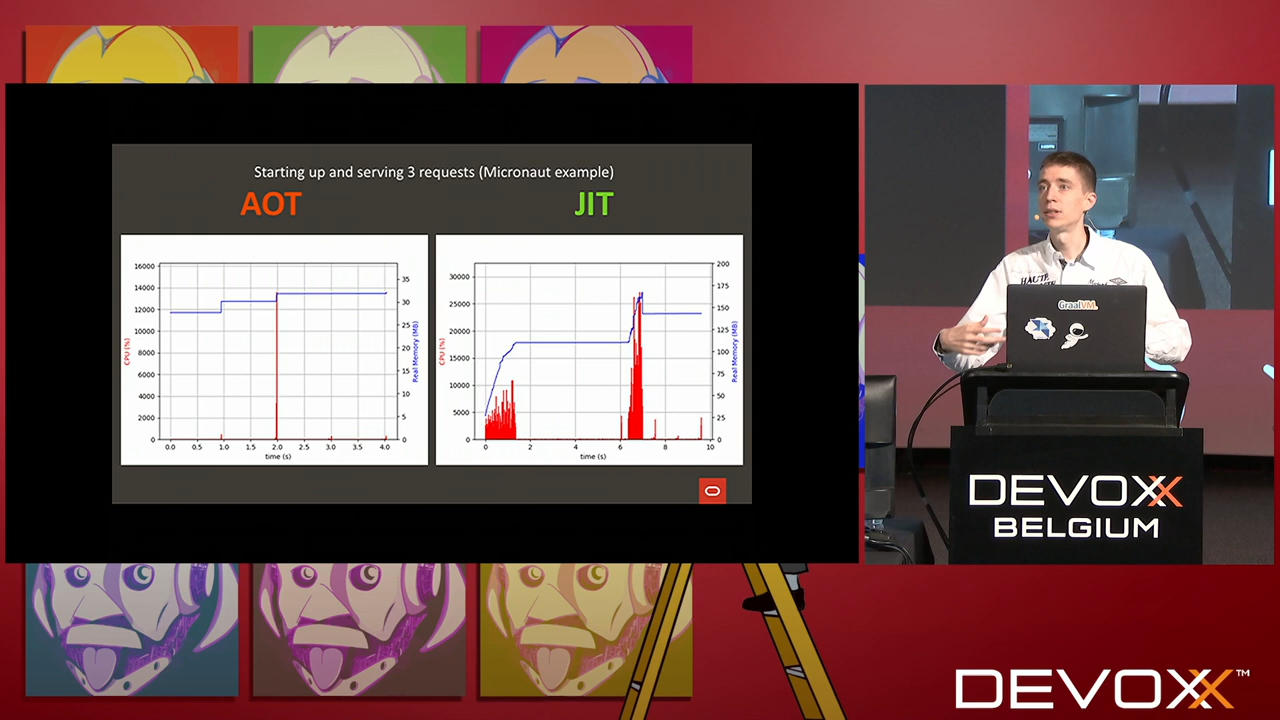 Starting up and serving 3 requests (Micronaut example)
AOT
JIT
16000
14000
12000
10000
8000
6000
4000
2000
0
CPU (%)
35
30
25
20
15
10
5
0
Real Memory (MB)
0.0 0.5 1.0 1.5 2.0 2.5 3.0 3.5 4.0
time (s)
30000
25000
20000
15000
10000
5000
0
CPU (%)
200
175
150
125
100
75
50
25
0
Real Memory (MB)
0 2 4 6 8 10
time (s)
HAUTE
GraalVM.
DEVOXX
BELGIUM
DEVOXX™